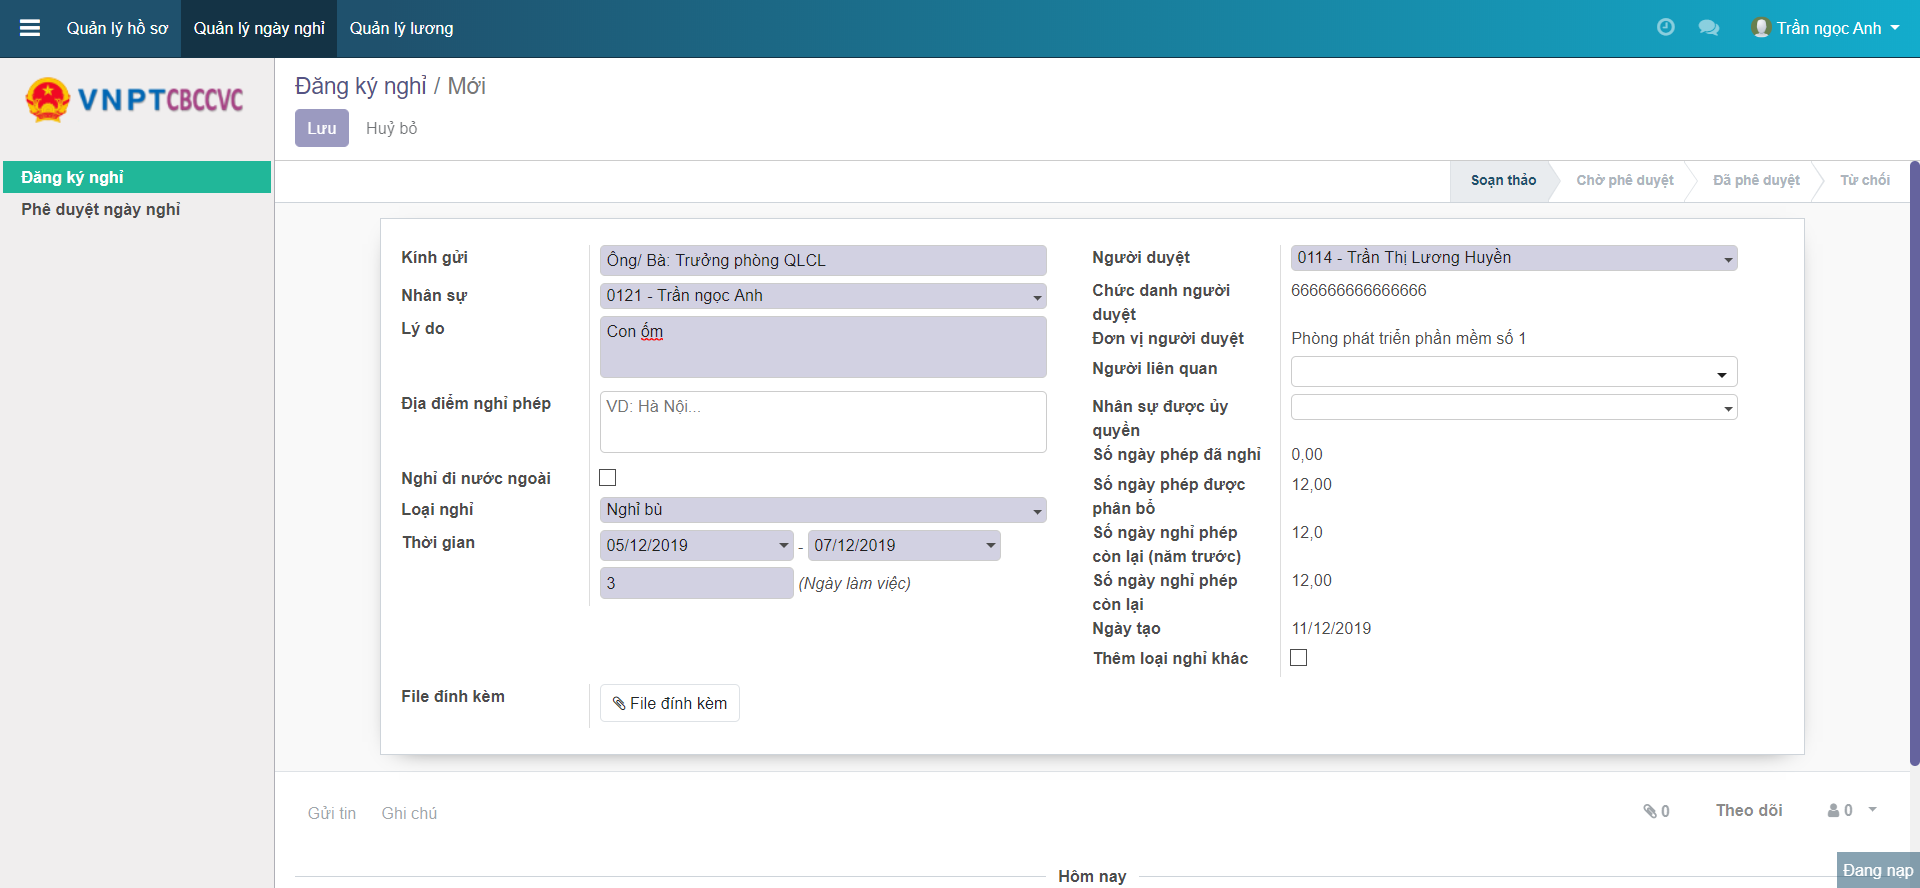 Quản lý hồ sơ Quản lý ngày nghỉ Quản lý lương Trần ngọc Anh
VNPTCBCCVC
Đăng ký nghỉ / Mới
Lưu Huỷ bỏ
Đăng ký nghỉ
Phê duyệt ngày nghỉ
Soạn thảo Chờ phê duyệt Đã phê duyệt Từ chối
Kính gửi Ông/ Bà: Trưởng phòng QLCL
Nhân sự 0121 - Trần ngọc Anh
Lý do Con ốm
Địa điểm nghỉ phép VD: Hà Nội...
Nghỉ đi nước ngoài
Loại nghỉ Nghỉ bù
Thời gian 05/12/2019 - 07/12/2019
3 (Ngày làm việc)
File đính kèm File đính kèm
Người duyệt 0114 - Trần Thị Lương Huyền
Chức danh người 666666666666666
duyệt
Đơn vị người duyệt Phòng phát triển phần mềm số 1
Người liên quan
Nhân sự được ủy
quyền
Số ngày phép đã nghỉ 0,00
Số ngày phép được 12,00
phân bổ
Số ngày nghỉ phép 12,0
còn lại (năm trước)
Số ngày nghỉ phép 12,00
còn lại
Ngày tạo 11/12/2019
Thêm loại nghỉ khác
Gửi tin Ghi chú 0 Theo dõi 0
Hôm nay
Đang nạp